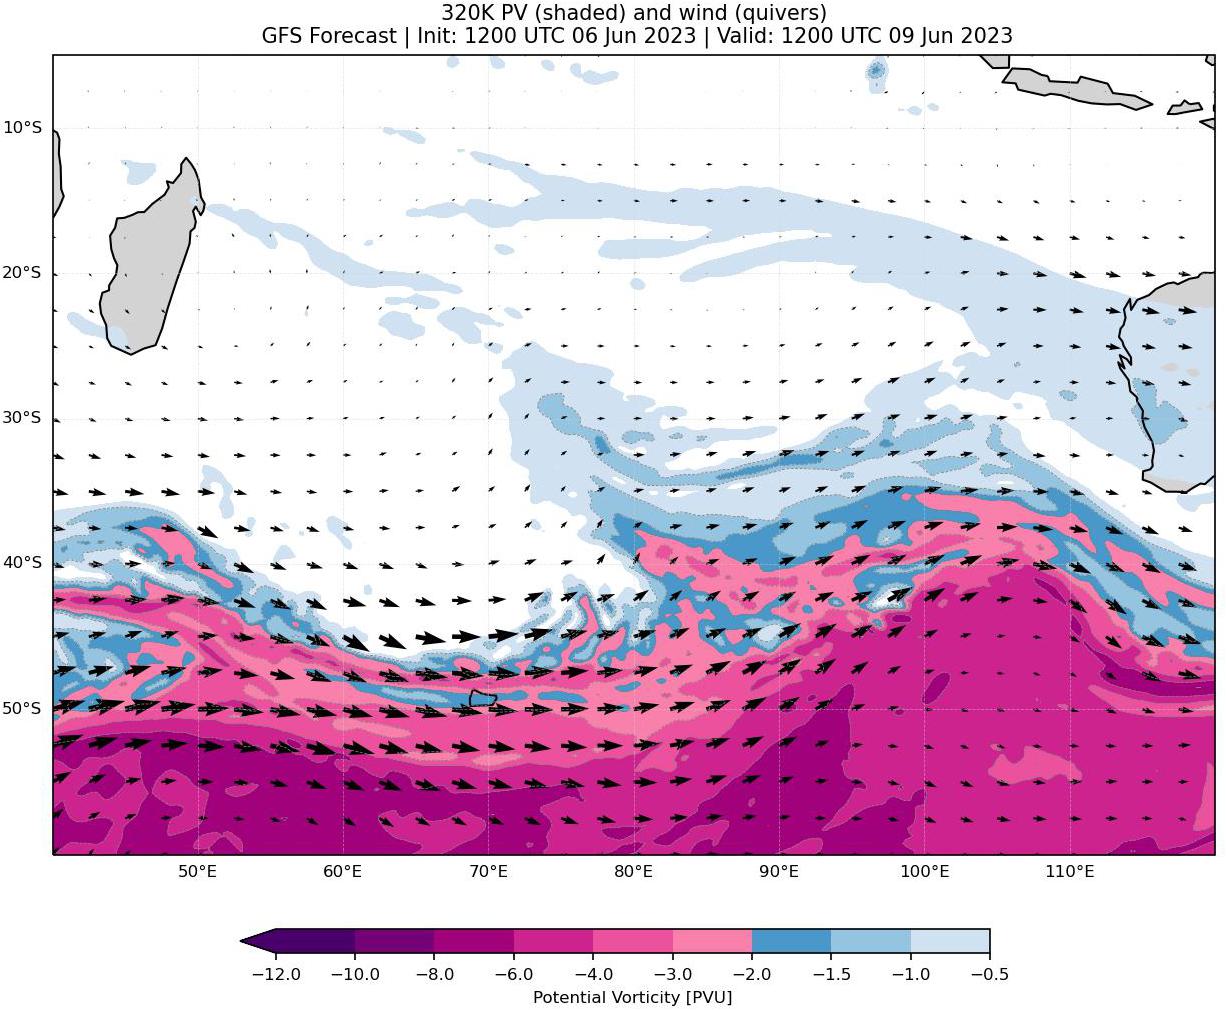 320K PV (shaded) and wind (quivers)
GFS Forecast | Init: 1200 UTC 06 Jun 2023 | Valid: 1200 UTC 09 Jun 2023
10°S
20°S
30°S
40°S
50°S
50°E 60°E 70°E 80°E 90°E 100°E 110°E
−12.0 −10.0 −8.0 −6.0 −4.0 −3.0 −2.0 −1.5 −1.0 −0.5
Potential Vorticity [PVU]